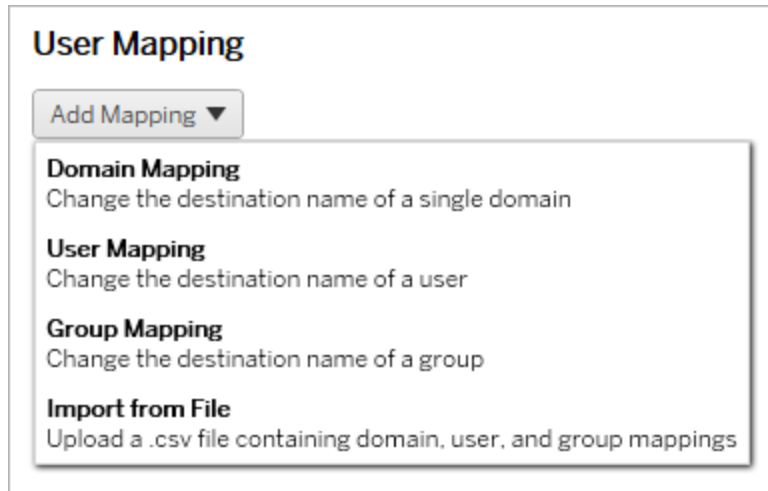 User Mapping
Add Mapping ▼
Domain Mapping
Change the destination name of a single domain
User Mapping
Change the destination name of a user
Group Mapping
Change the destination name of a group
Import from File
Upload a .csv file containing domain, user, and group mappings